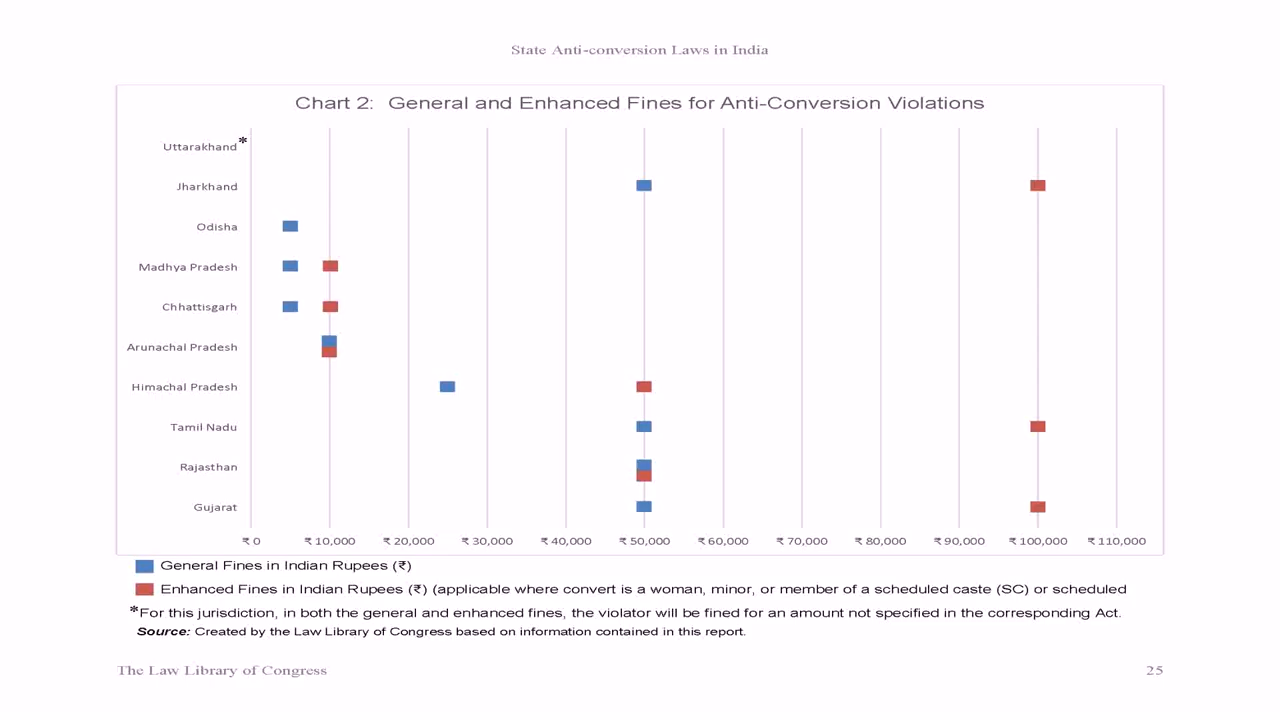 State Anti-conversion Laws in India
Chart 2: General and Enhanced Fines for Anti-Conversion Violations
Uttarakhand*
Jharkhand
Odisha
Madhya Pradesh
Chhattisgarh
Arunachal Pradesh
Himachal Pradesh
Tamil Nadu
Rajasthan
Gujarat
₹ 0 ₹ 10,000 ₹ 20,000 ₹ 30,000 ₹ 40,000 ₹ 50,000 ₹ 60,000 ₹ 70,000 ₹ 80,000 ₹ 90,000 ₹ 100,000 ₹ 110,000
General Fines in Indian Rupees (₹)
Enhanced Fines in Indian Rupees (₹) (applicable where convert is a woman, minor, or member of a scheduled caste (SC) or scheduled
*For this jurisdiction, in both the general and enhanced fines, the violator will be fined for an amount not specified in the corresponding Act.
Source: Created by the Law Library of Congress based on information contained in this report.
The Law Library of Congress 25